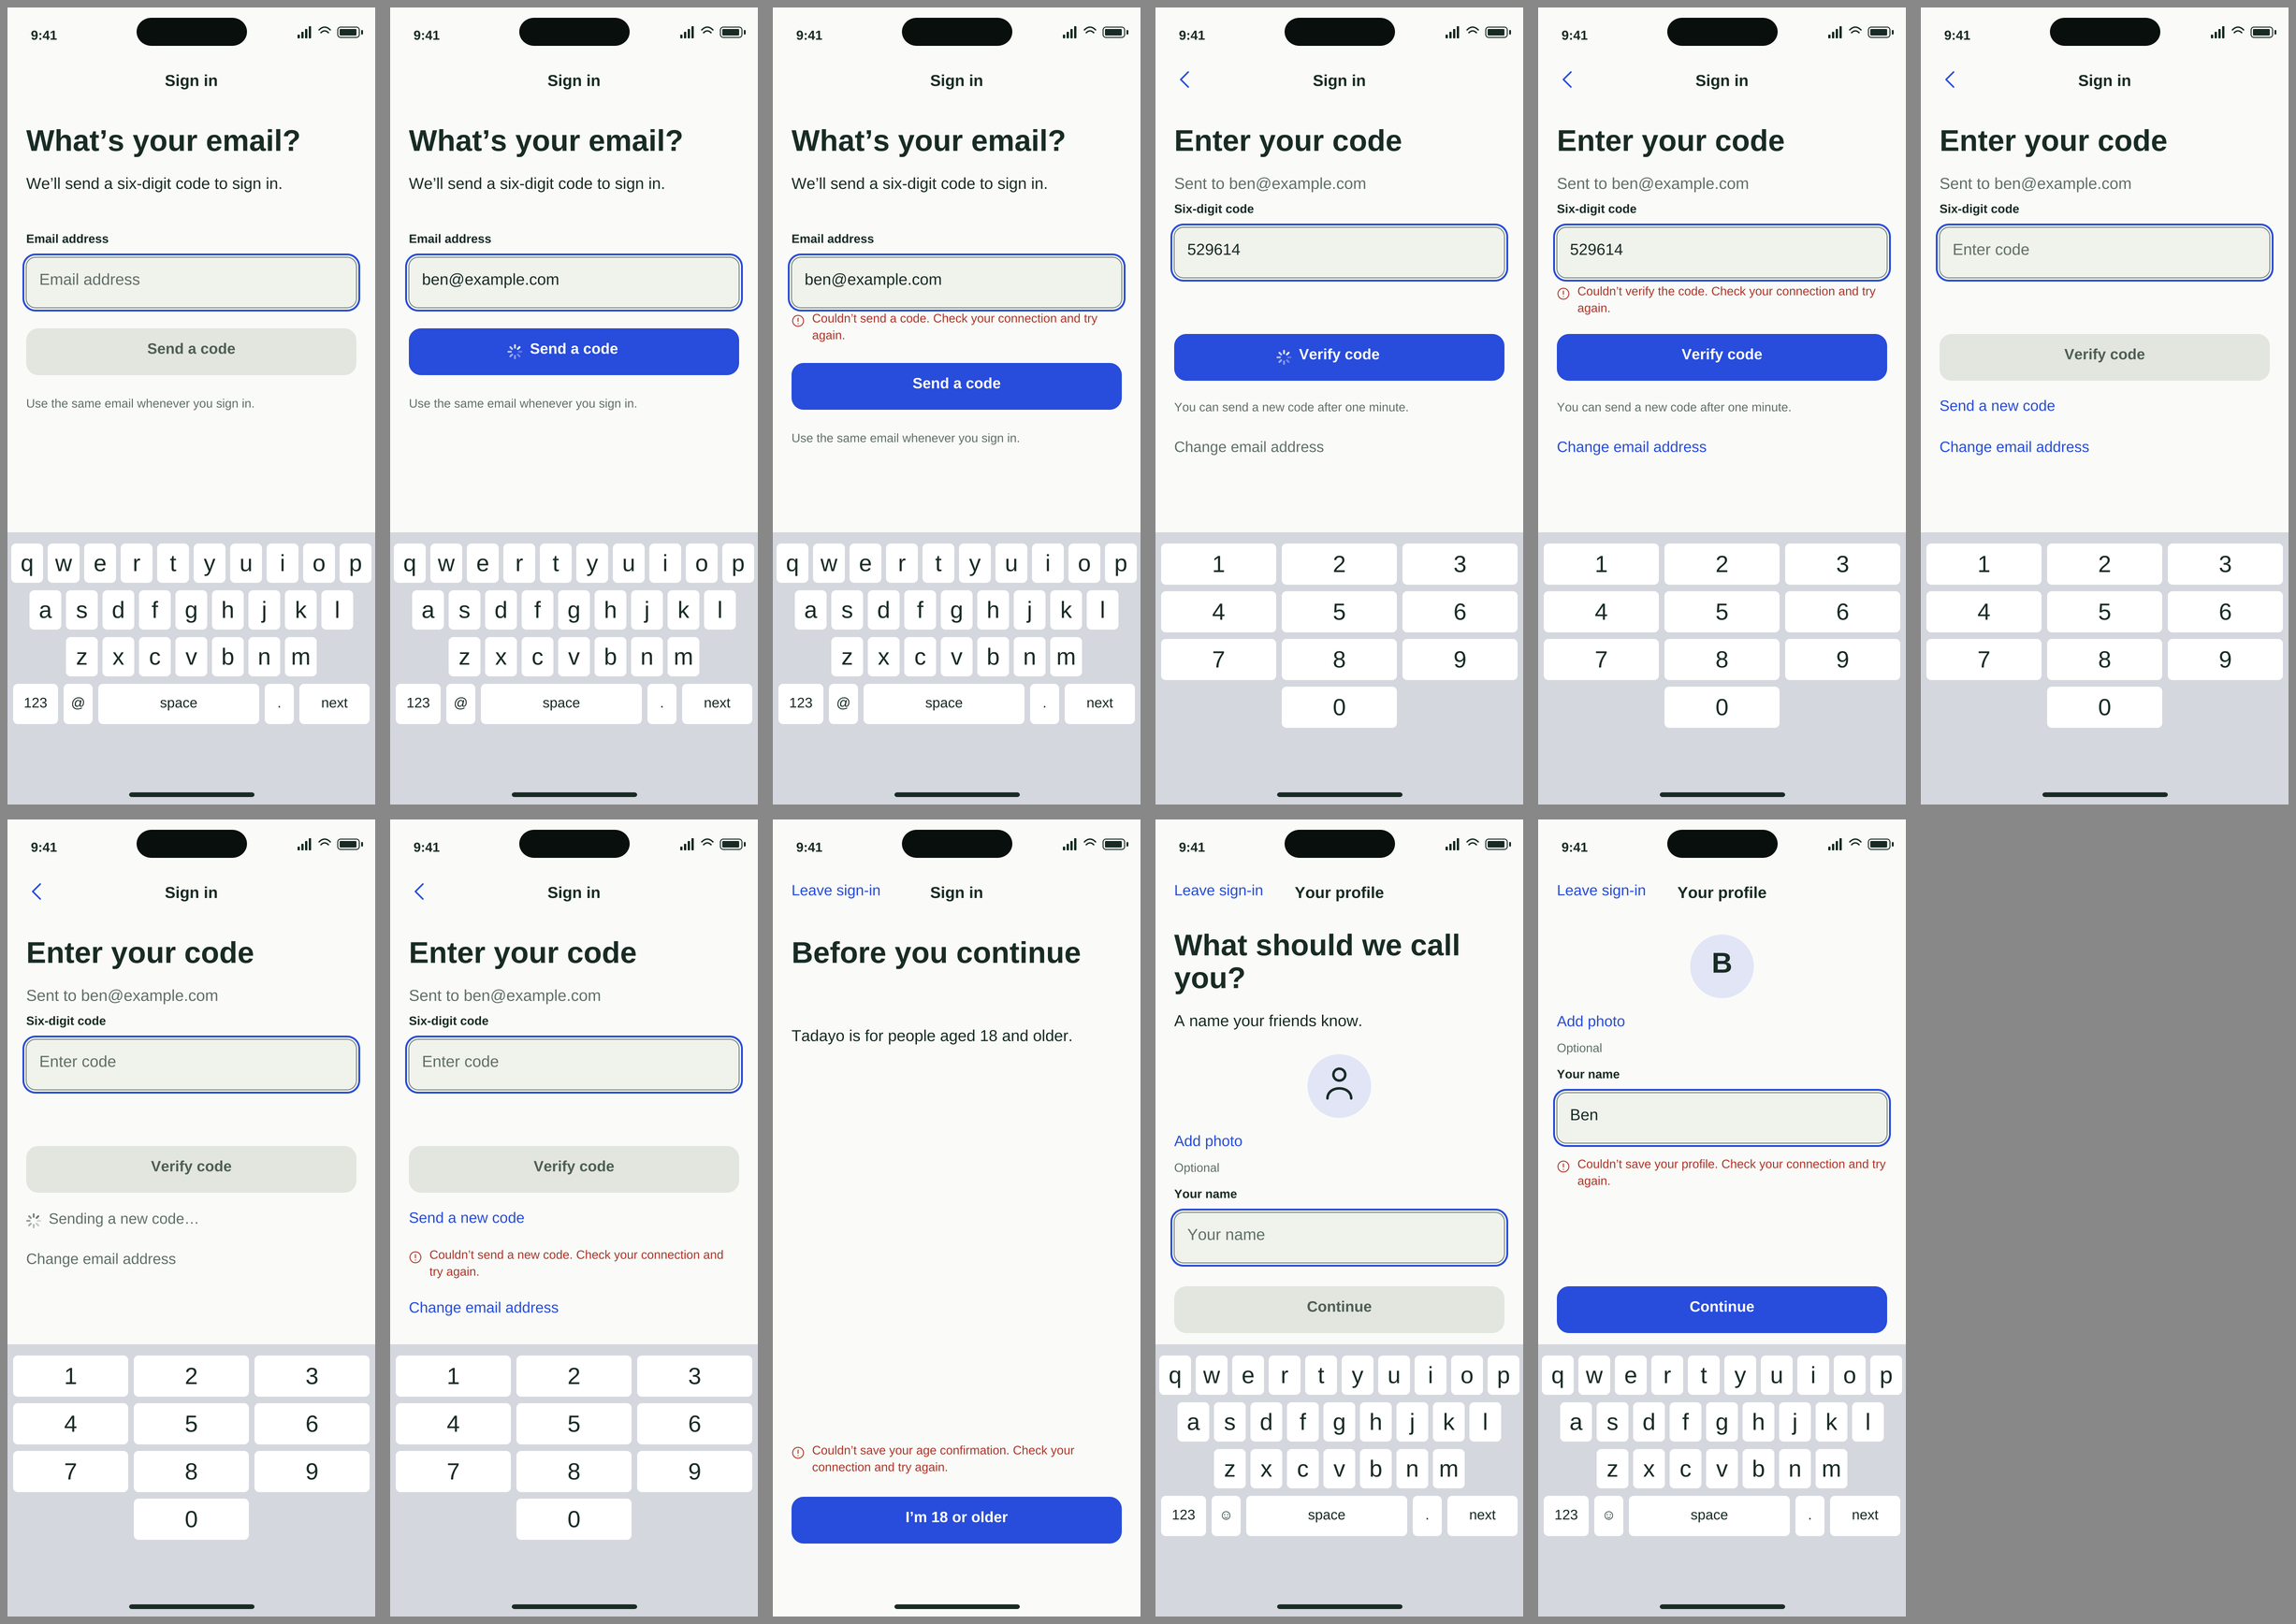 9:41
Sign in
What’s your email?
We’ll send a six-digit code to sign in.
Email address
Email address
Send a code
Use the same email whenever you sign in.
q w e r t y u i o p
a s d f g h j k l
z x c v b n m
123 @ space . next
9:41
Sign in
What’s your email?
We’ll send a six-digit code to sign in.
Email address
ben@example.com
Send a code
Use the same email whenever you sign in.
q w e r t y u i o p
a s d f g h j k l
z x c v b n m
123 @ space . next
9:41
Sign in
What’s your email?
We’ll send a six-digit code to sign in.
Email address
ben@example.com
Couldn’t send a code. Check your connection and try
again.
Send a code
Use the same email whenever you sign in.
q w e r t y u i o p
a s d f g h j k l
z x c v b n m
123 @ space . next
9:41
Sign in
Enter your code
Sent to ben@example.com
Six-digit code
529614
Verify code
You can send a new code after one minute.
Change email address
1 2 3
4 5 6
7 8 9
0
9:41
Sign in
Enter your code
Sent to ben@example.com
Six-digit code
529614
Couldn’t verify the code. Check your connection and try
again.
Verify code
You can send a new code after one minute.
Change email address
1 2 3
4 5 6
7 8 9
0
9:41
Sign in
Enter your code
Sent to ben@example.com
Six-digit code
Enter code
Verify code
Send a new code
Change email address
1 2 3
4 5 6
7 8 9
0
9:41
Sign in
Enter your code
Sent to ben@example.com
Six-digit code
Enter code
Verify code
Sending a new code…
Change email address
1 2 3
4 5 6
7 8 9
0
9:41
Sign in
Enter your code
Sent to ben@example.com
Six-digit code
Enter code
Verify code
Send a new code
Couldn’t send a new code. Check your connection and
try again.
Change email address
1 2 3
4 5 6
7 8 9
0
9:41
Leave sign-in Sign in
Before you continue
Tadayo is for people aged 18 and older.
Couldn’t save your age confirmation. Check your
connection and try again.
I’m 18 or older
9:41
Leave sign-in Your profile
What should we call
you?
A name your friends know.
Add photo
Optional
Your name
Your name
Continue
q w e r t y u i o p
a s d f g h j k l
z x c v b n m
123 ☺ space . next
9:41
Leave sign-in Your profile
B
Add photo
Optional
Your name
Ben
Couldn’t save your profile. Check your connection and try
again.
Continue
q w e r t y u i o p
a s d f g h j k l
z x c v b n m
123 ☺ space . next